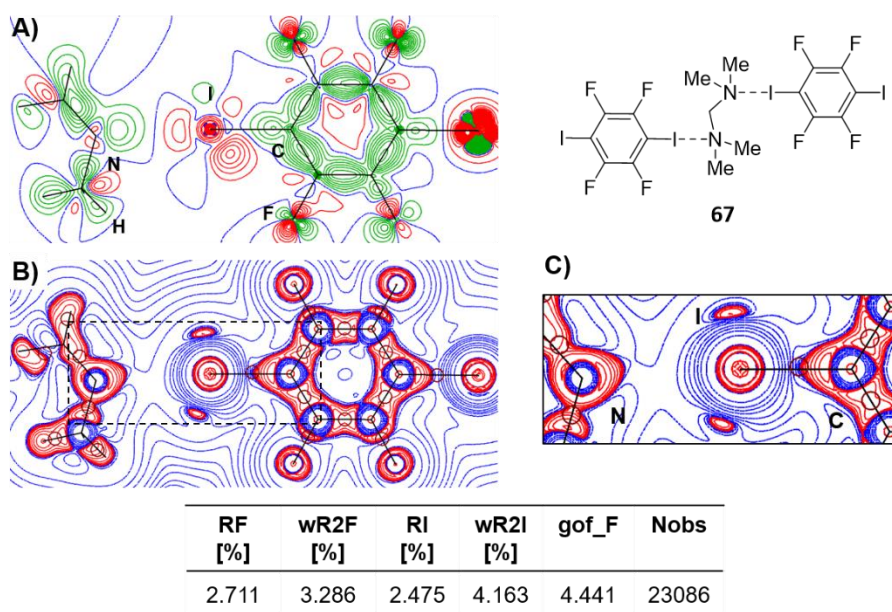 A)
I
N
C
F
H
F
F
Me
Me
N
I
I
F
F
F
F
Me
N
I
I
Me
F
F
67
B)
C)
I
N
C
RF wR2F RI wR2I gof_F Nobs
[%] [%] [%] [%]
2.711 3.286 2.475 4.163 4.441 23086